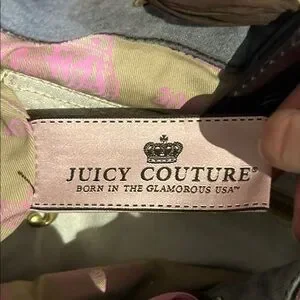 JUICY COUTURE®
BORN IN THE GLAMOROUS USA™